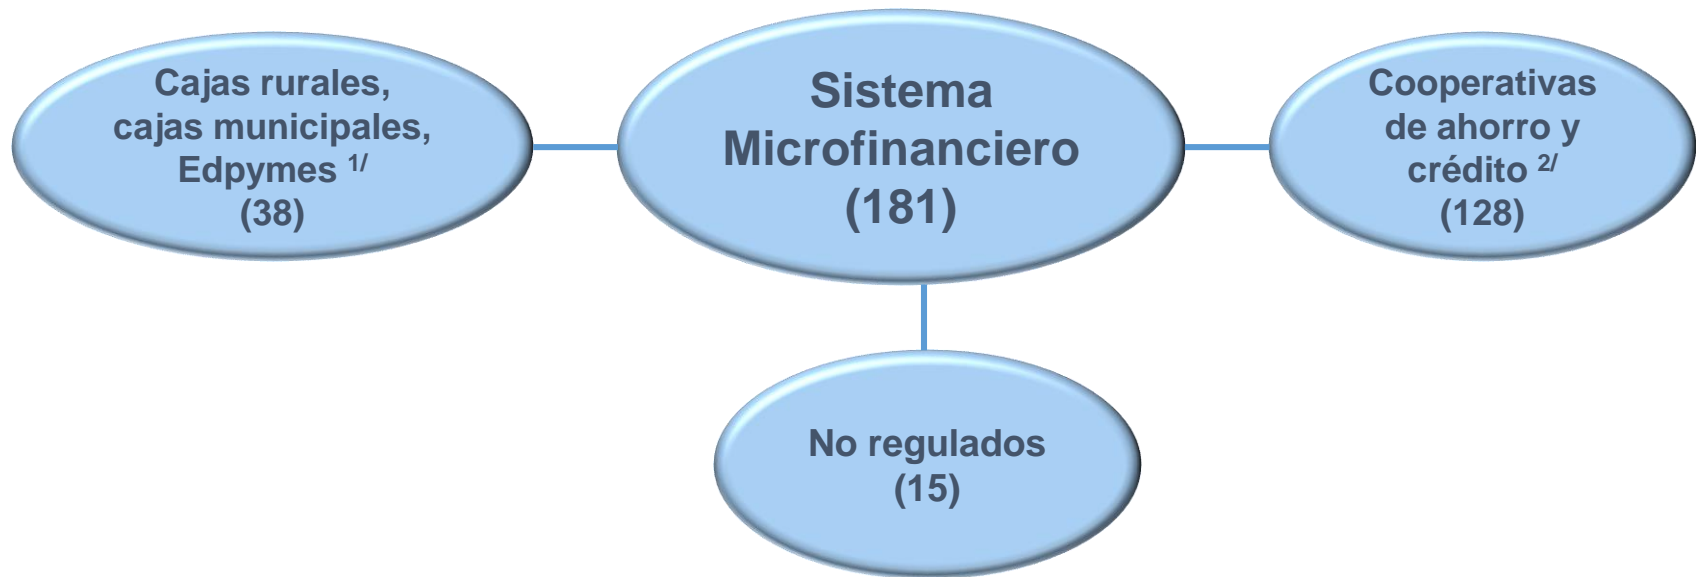 Cajas rurales,
cajas municipales,
Edpymes 1/
(38)
Sistema
Microfinanciero
(181)
Cooperativas
de ahorro y
crédito 2/
(128)
No regulados
(15)